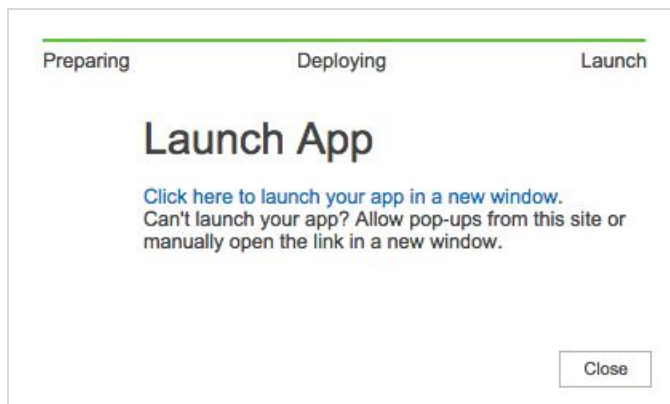 Preparing Deploying Launch
Launch App
Click here to launch your app in a new window.
Can't launch your app? Allow pop-ups from this site or
manually open the link in a new window.
Close